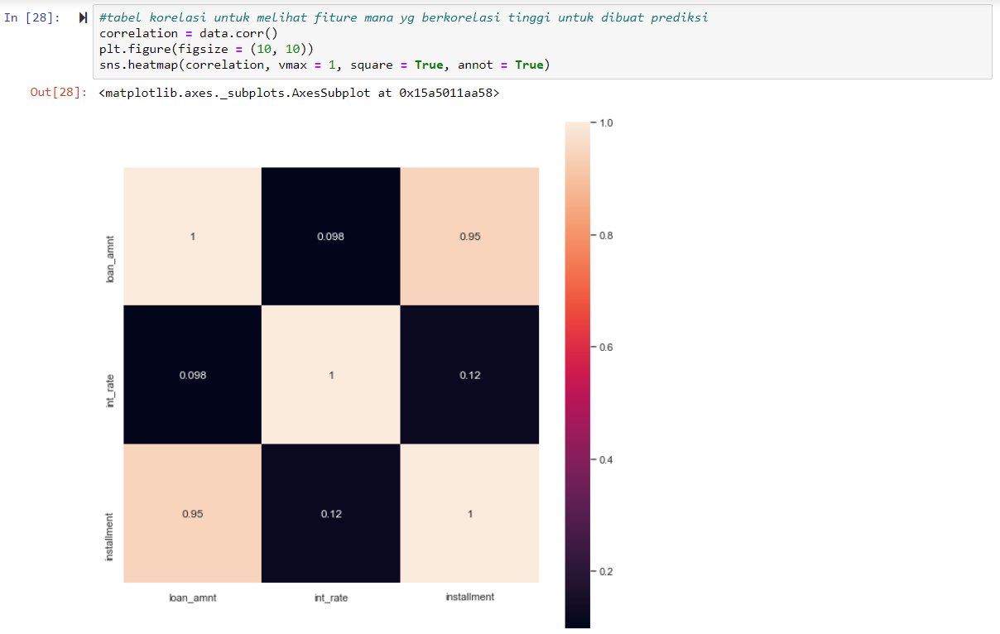 In [28]:
#tabel korelasi untuk melihat fiture mana yg berkorelasi tinggi untuk dibuat prediksi
correlation = data.corr()
plt.figure(figsize = (10, 10))
sns.heatmap(correlation, vmax = 1, square = True, annot = True)
Out[28]: <matplotlib.axes._subplots.AxesSubplot at 0x15a5011aa58>
loan_amnt
1 0.098 0.95
int_rate
0.098 1 0.12
installment
0.95 0.12 1
loan_amnt int_rate installment
1.0
0.8
0.6
0.4
0.2